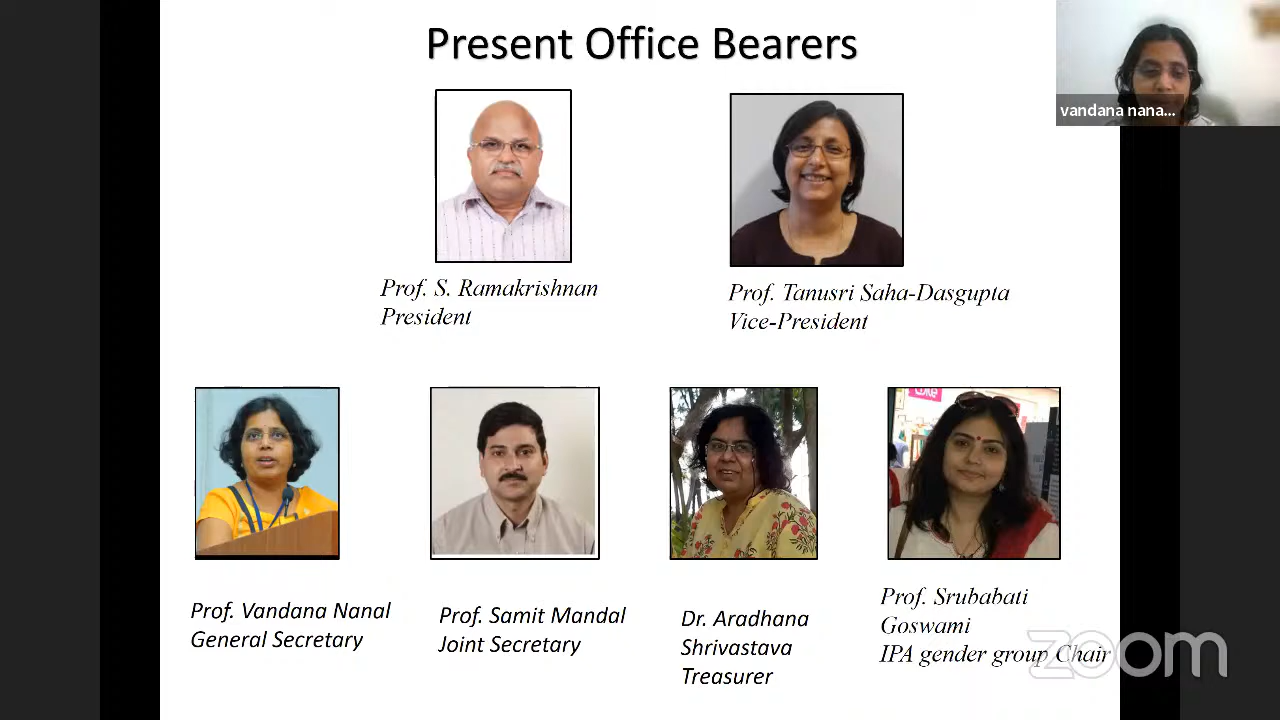 Present Office Bearers
vandana nana...
Prof. S. Ramakrishnan
President
Prof. Tanusri Saha-Dasgupta
Vice-President
Prof. Vandana Nanal
General Secretary
Prof. Samit Mandal
Joint Secretary
Dr. Aradhana
Shrivastava
Treasurer
Prof. Srubabati
Goswami
IPA gender group Chair
zoom